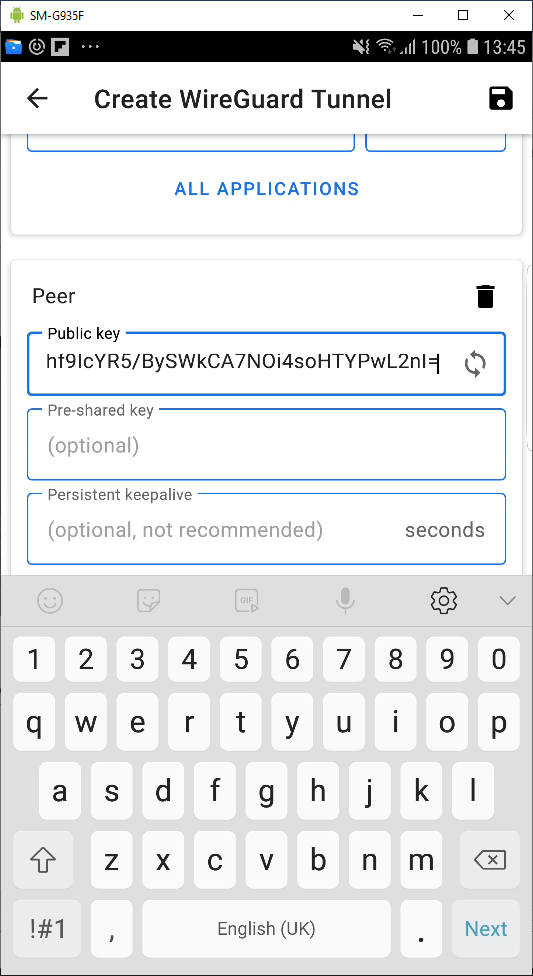 SM-G935F
100% 13:45
Create WireGuard Tunnel
ALL APPLICATIONS
Peer
Public key
hf9IcYR5/BySWkCA7NOi4soHTYPwL2nI=
Pre-shared key
(optional)
Persistent keepalive
(optional, not recommended) seconds
GIF
1 2 3 4 5 6 7 8 9 0
q w e r t y u i o p
a s d f g h j k l
z x c v b n m
!#1 , English (UK) . Next